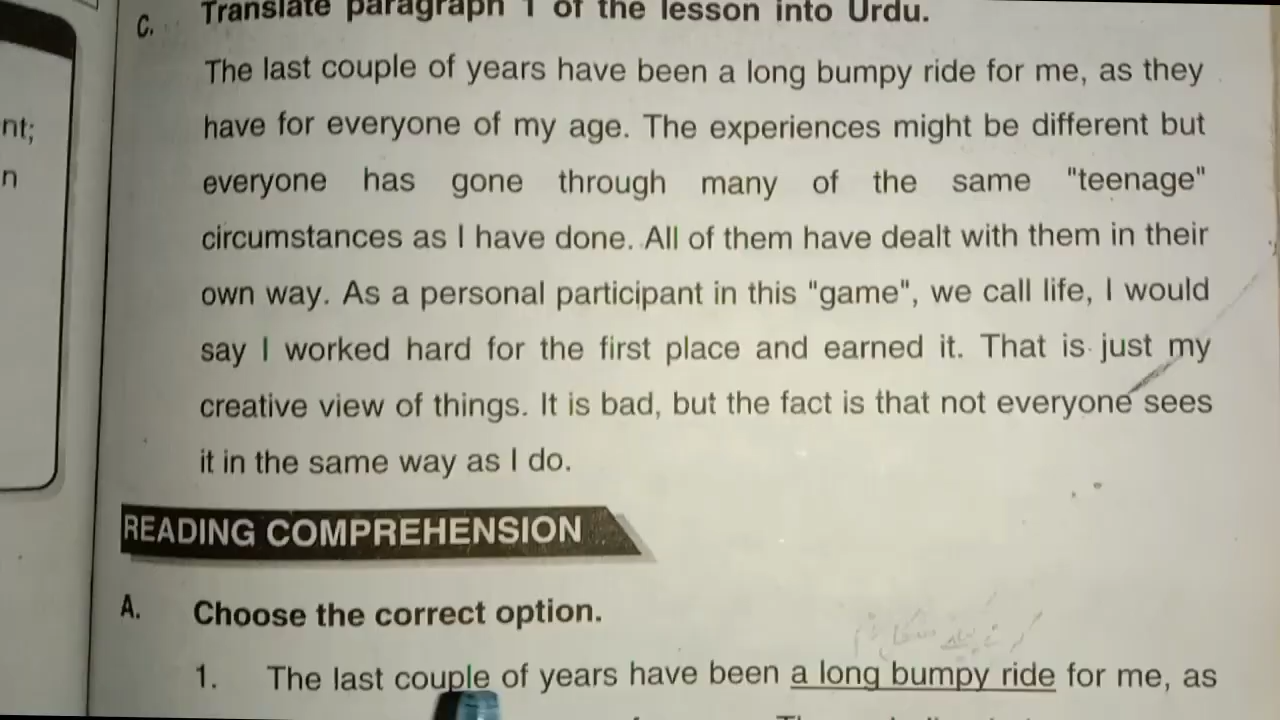 nt;
n
C. Translate paragraph 1 of the lesson into Urdu.
The last couple of years have been a long bumpy ride for me, as they
have for everyone of my age. The experiences might be different but
everyone has gone through many of the same "teenage"
circumstances as I have done. All of them have dealt with them in their
own way. As a personal participant in this "game", we call life, I would
say I worked hard for the first place and earned it. That is just my
creative view of things. It is bad, but the fact is that not everyone sees
it in the same way as I do.
READING COMPREHENSION
A. Choose the correct option.
1. The last couple of years have been a long bumpy ride for me, as